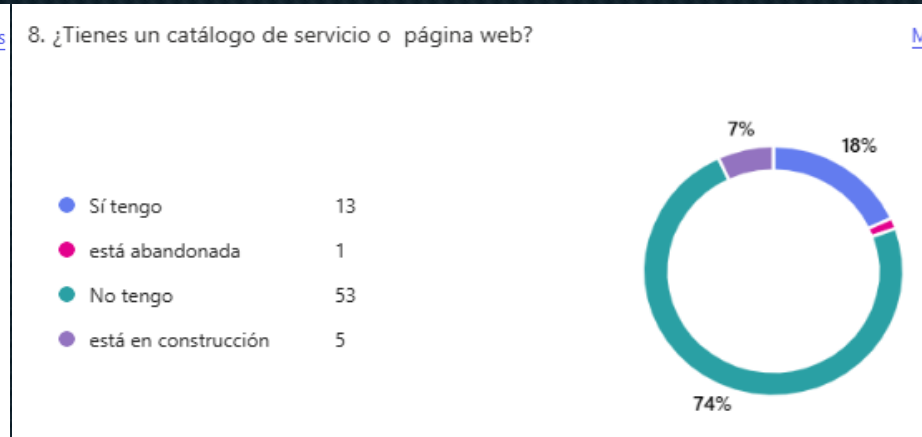 8. ¿Tienes un catálogo de servicio o página web?
Sí tengo 13
está abandonada 1
No tengo 53
está en construcción 5
7%
18%
74%